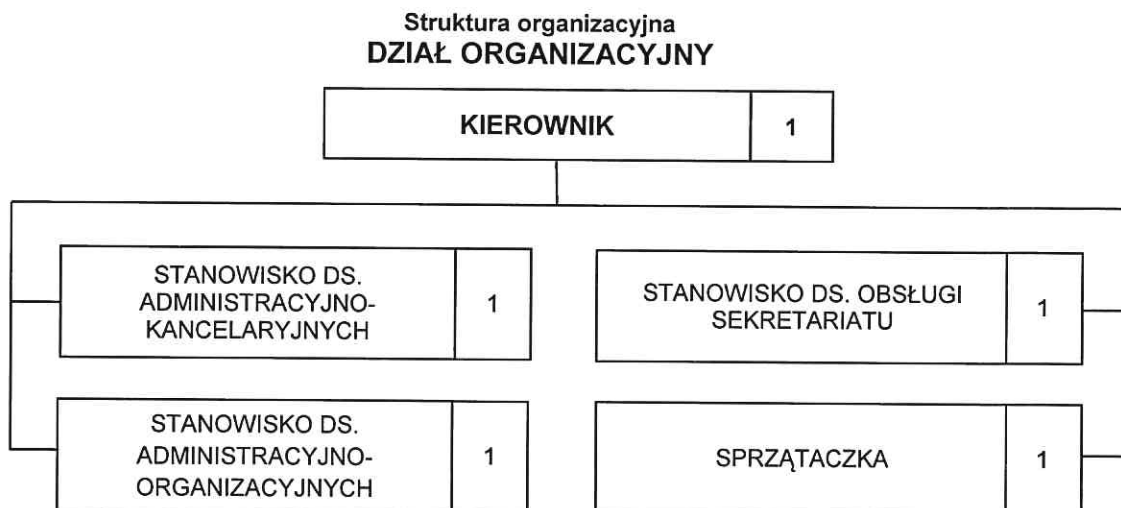 Struktura organizacyjna
DZIAŁ ORGANIZACYJNY
KIEROWNIK 1
STANOWISKO DS.
ADMINISTRACYJNO-
KANCELARYJNYCH
1
STANOWISKO DS. OBSŁUGI
SEKRETARIATU
1
STANOWISKO DS.
ADMINISTRACYJNO-
ORGANIZACYJNYCH
1
SPRZĄTACZKA 1